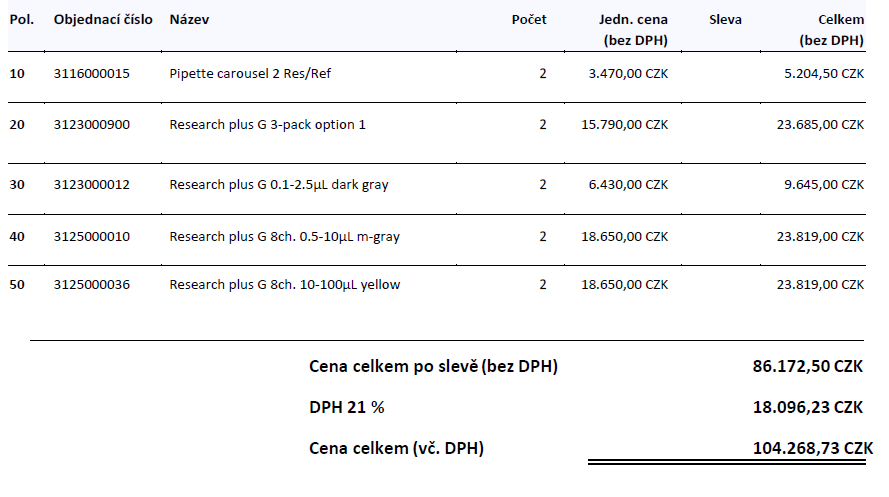 Pol. Objednací číslo Název Počet Jedn. cena Sleva Celkem
(bez DPH) (bez DPH)
10 3116000015 Pipette carousel 2 Res/Ref 2 3.470,00 CZK 5.204,50 CZK
20 3123000900 Research plus G 3-pack option 1 2 15.790,00 CZK 23.685,00 CZK
30 3123000012 Research plus G 0.1-2.5µL dark gray 2 6.430,00 CZK 9.645,00 CZK
40 3125000010 Research plus G 8ch. 0.5-10µL m-gray 2 18.650,00 CZK 23.819,00 CZK
50 3125000036 Research plus G 8ch. 10-100µL yellow 2 18.650,00 CZK 23.819,00 CZK
Cena celkem po slevě (bez DPH) 86.172,50 CZK
DPH 21 % 18.096,23 CZK
Cena celkem (vč. DPH) 104.268,73 CZK